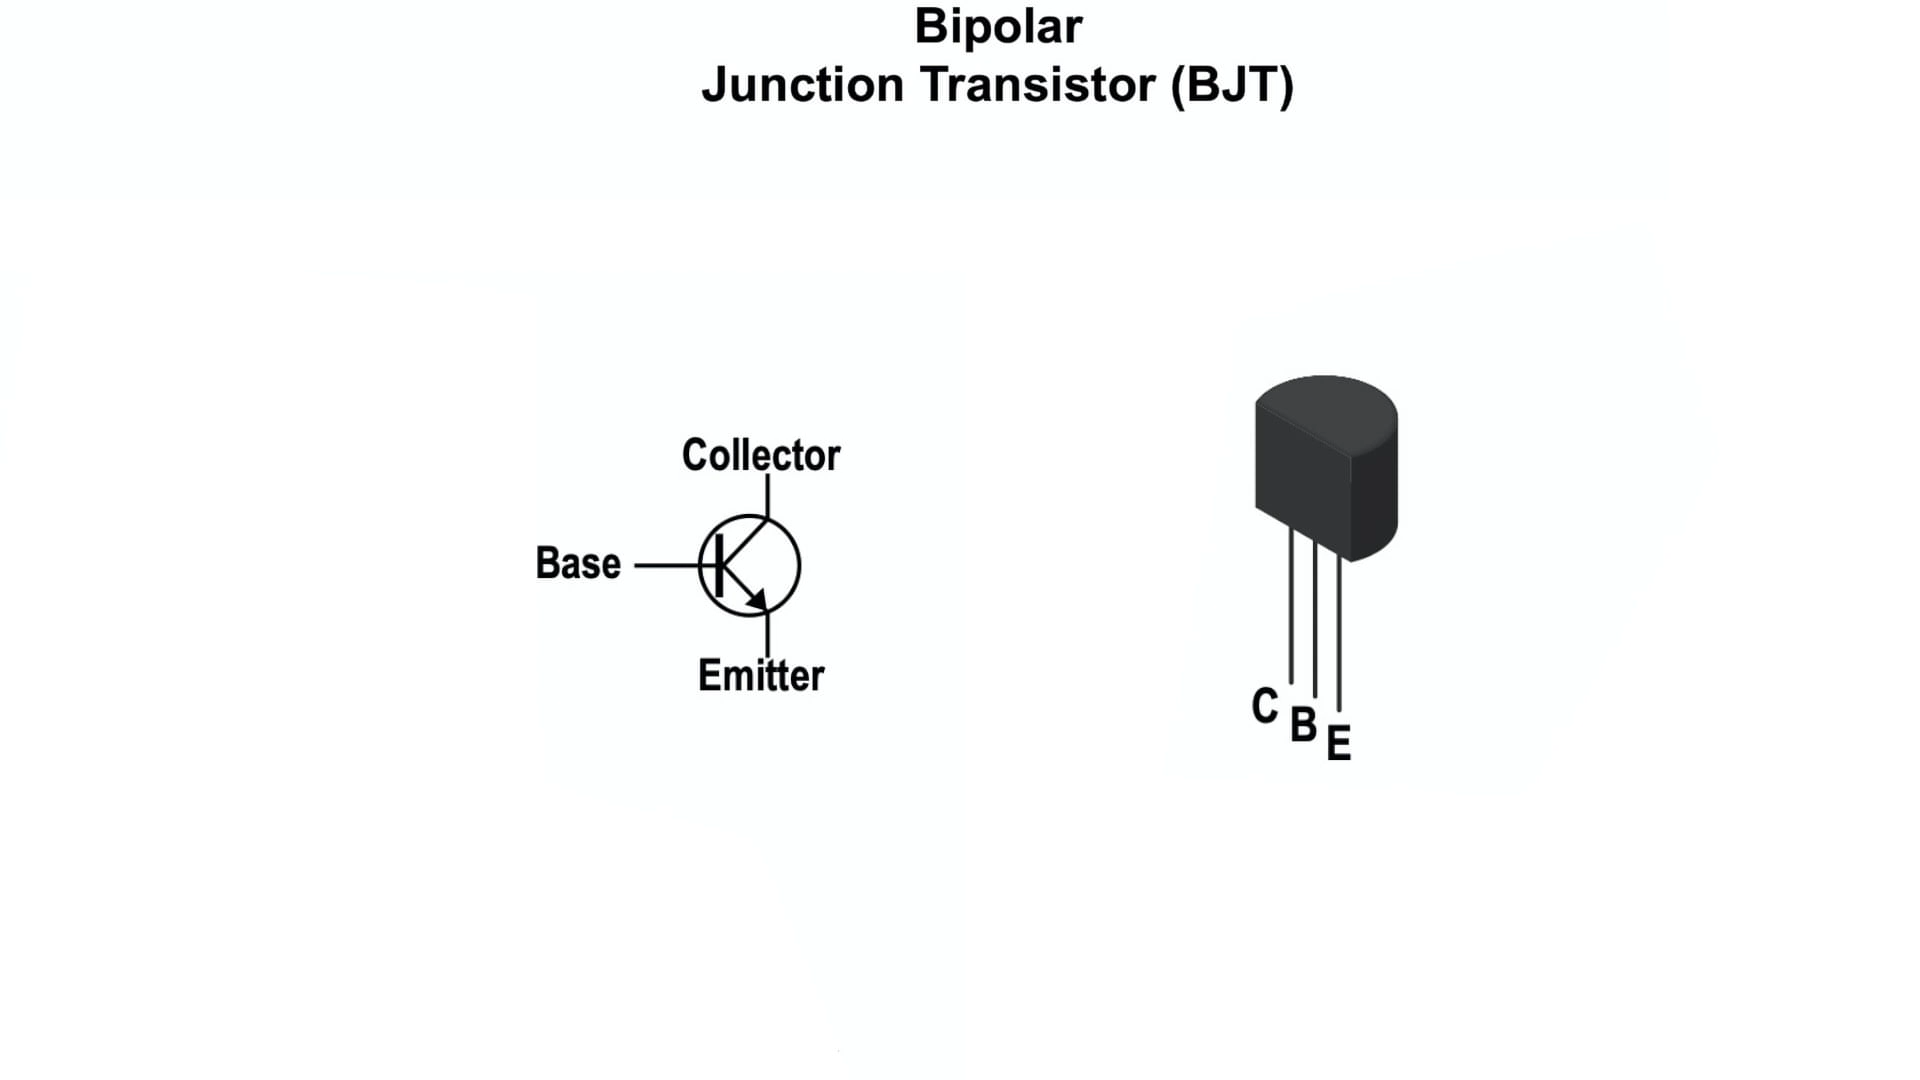 Bipolar
Junction Transistor (BJT)
Collector
Base
Emitter
C
B
E